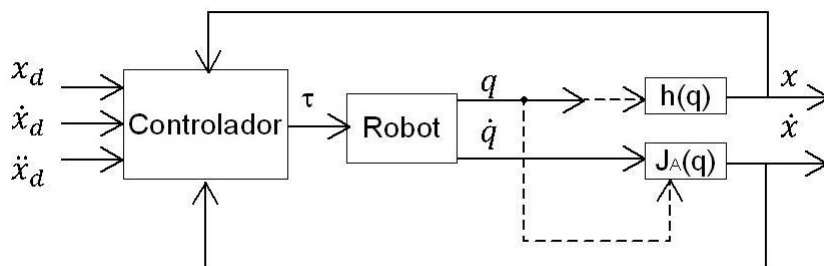 x_d
ẋ_d
ẍ_d
Controlador
τ
Robot
q
q̇
h(q)
J_A(q)
x
ẋ